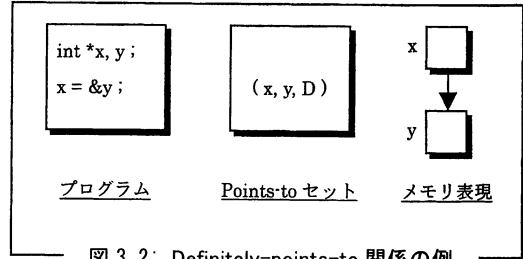 int *x, y ;
x = &y ;
( x, y, D )
x
y
プログラム
Points-to セット
メモリ表現
図 3.2: Definitely-points-to 関係の例